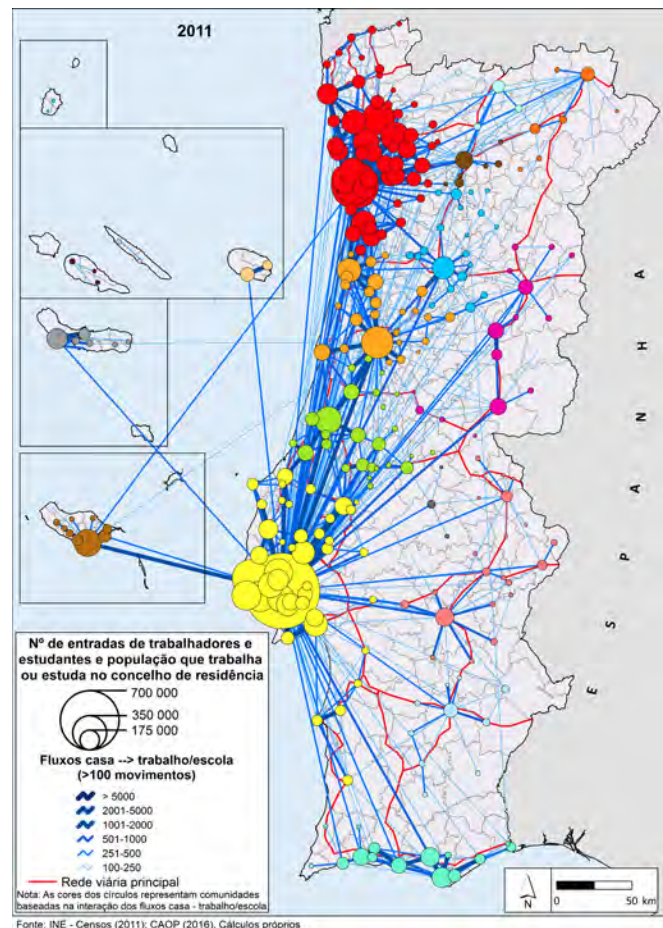 2011
E S P A N H A
Nº de entradas de trabalhadores e
estudantes e população que trabalha
ou estuda no concelho de residência
700 000
350 000
175 000
Fluxos casa --> trabalho/escola
(>100 movimentos)
> 5000
2001-5000
1001-2000
501-1000
251-500
100-250
Rede viária principal
Nota: As cores dos círculos representam comunidades
baseadas na interação dos fluxos casa - trabalho/escola
N
0 50 km
Fonte: INE - Censos (2011); CAOP (2016). Cálculos próprios